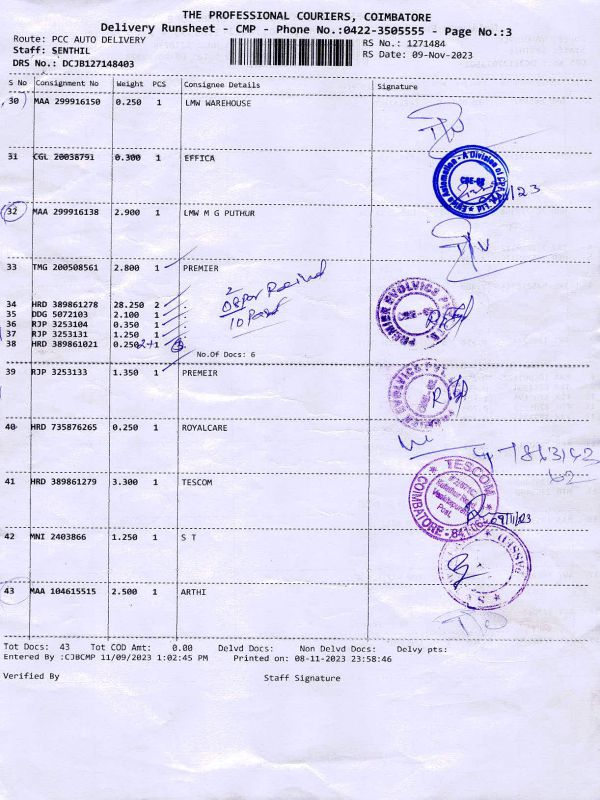 THE PROFESSIONAL COURIERS, COIMBATORE
Delivery Runsheet - CMP - Phone No.:0422-3505555 - Page No.:3
Route: PCC AUTO DELIVERY RS No.: 1271484
Staff: SENTHIL RS Date: 09-Nov-2023
DRS No.: DCJB127148403
S No Consignment No Weight PCS Consignee Details Signature
30 MAA 299916150 0.250 1 LMW WAREHOUSE
31 CGL 20038791 0.300 1 EFFICA
32 MAA 299916138 2.900 1 LMW M G PUTHUR
33 TMG 200508561 2.800 1 PREMIER
34 HRD 389861278 28.250 2
35 DDG 5072103 2.100 1
36 RJP 3253104 0.350 1
37 RJP 3253131 1.250 1
38 HRD 389861021 0.250 2+1
No.Of Docs: 6
39 RJP 3253133 1.350 1 PREMEIR
40 HRD 735876265 0.250 1 ROYALCARE
41 HRD 389861279 3.300 1 TESCOM
TESCOM
COIMBATORE
09/11/23
42 MNI 2403866 1.250 1 S T
43 MAA 104615515 2.500 1 ARTHI
Tot Docs: 43 Tot COD Amt: 0.00 Delvd Docs: Non Delvd Docs: Delvy pts:
Entered By :CJBCMP 11/09/2023 1:02:45 PM Printed on: 08-11-2023 23:58:46
Verified By Staff Signature